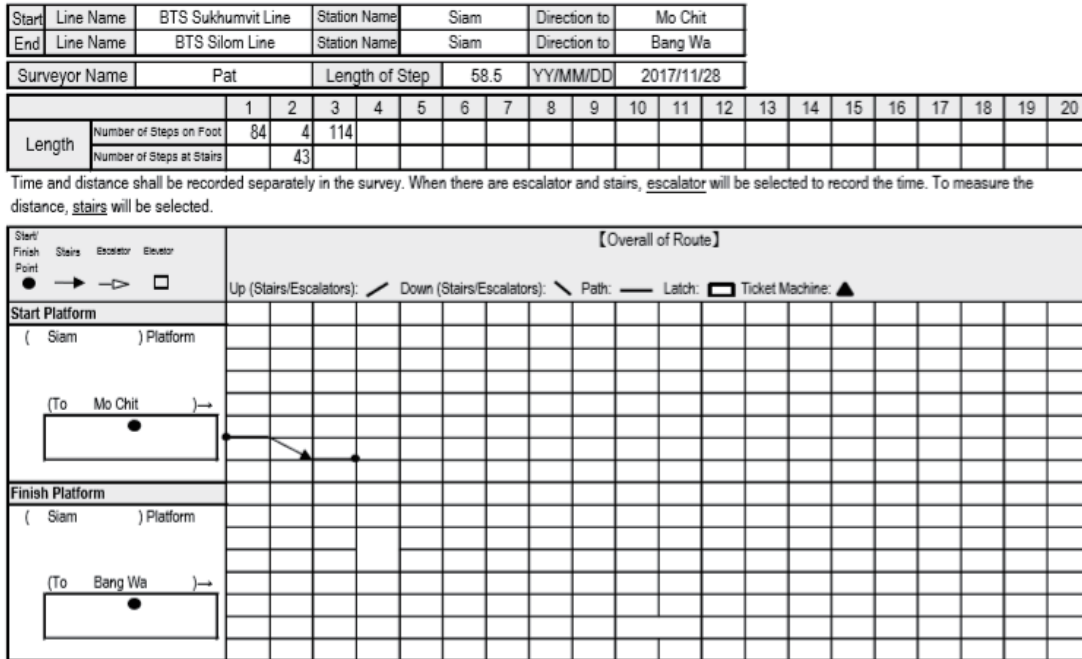 Start Line Name BTS Sukhumvit Line Station Name Siam Direction to Mo Chit
End Line Name BTS Silom Line Station Name Siam Direction to Bang Wa
Surveyor Name Pat Length of Step 58.5 YY/MM/DD 2017/11/28
1 2 3 4 5 6 7 8 9 10 11 12 13 14 15 16 17 18 19 20
Length
Number of Steps on Foot 84 4 114
Number of Steps at Stairs 43
Time and distance shall be recorded separately in the survey. When there are escalator and stairs, escalator will be selected to record the time. To measure the
distance, stairs will be selected.
Start/
Finish
Point
Stairs Escalator Elevator
【Overall of Route】
Up (Stairs/Escalators): Down (Stairs/Escalators): Path: Latch: Ticket Machine:
Start Platform
( Siam ) Platform
(To Mo Chit )→
Finish Platform
( Siam ) Platform
(To Bang Wa )→